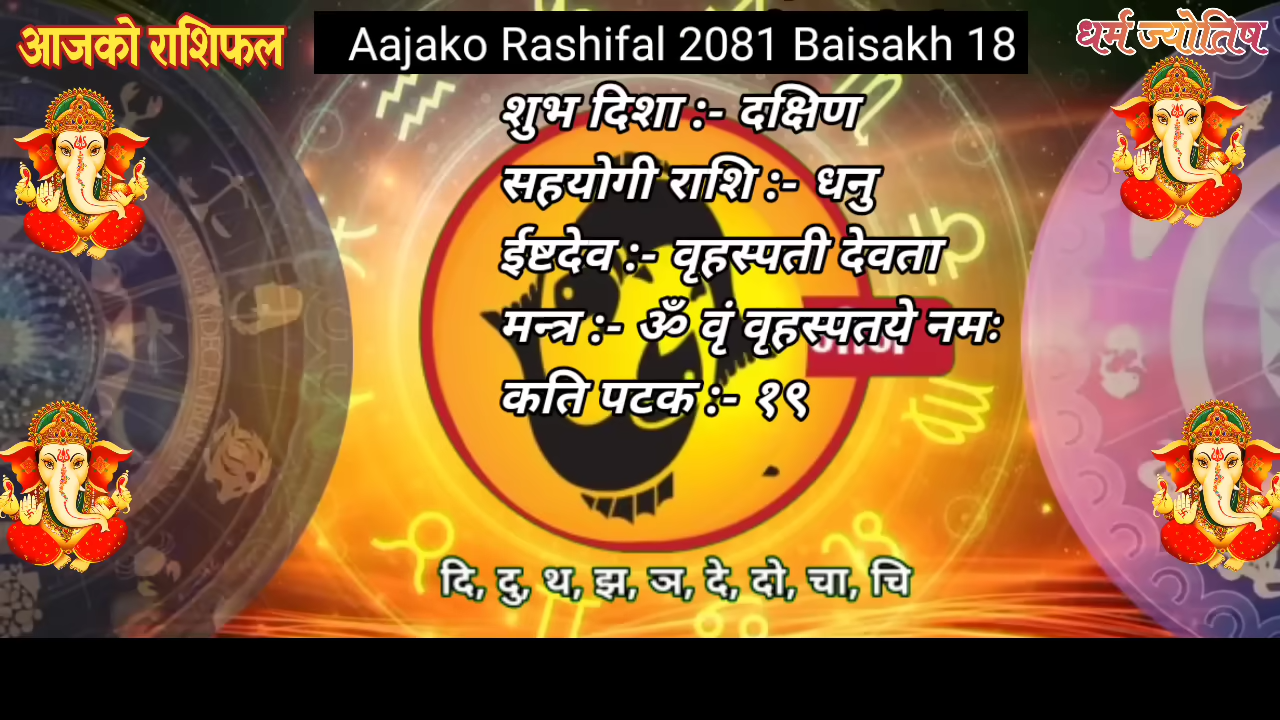 आजको राशिफल
Aajako Rashifal 2081 Baisakh 18
धर्म ज्योतिष
शुभ दिशा :- दक्षिण
सहयोगी राशि :- धनु
ईष्टदेव :- वृहस्पती देवता
मन्त्र :- ॐ वृं वृहस्पतये नमः
कति पटक :- १९
दि, दु, थ, झ, ञ, दे, दो, चा, चि